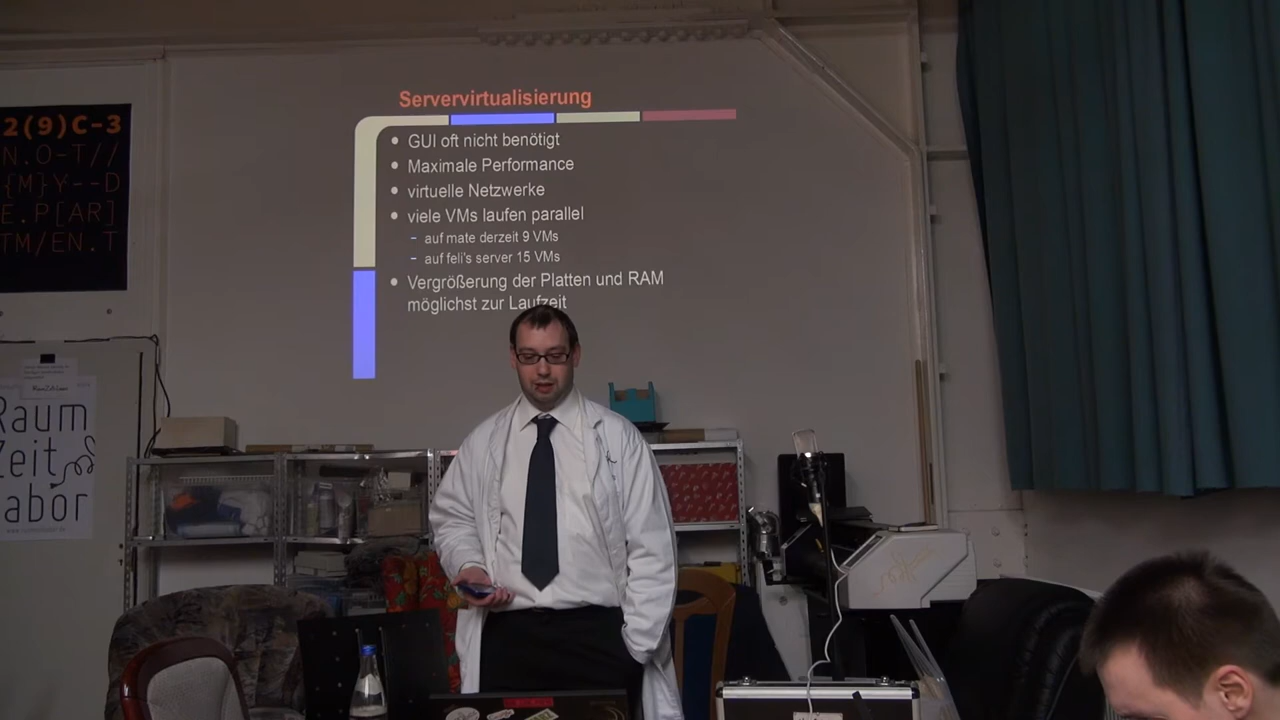 Servervirtualisierung
GUI oft nicht benötigt
Maximale Performance
virtuelle Netzwerke
viele VMs laufen parallel
- auf mate derzeit 9 VMs
- auf feli's server 15 VMs
Vergrößerung der Platten und RAM
möglichst zur Laufzeit
2(9)C-3
N.O-T//
{M}Y--D
E.P[AR]
TM/EN.T
Raum
Zeit
abor